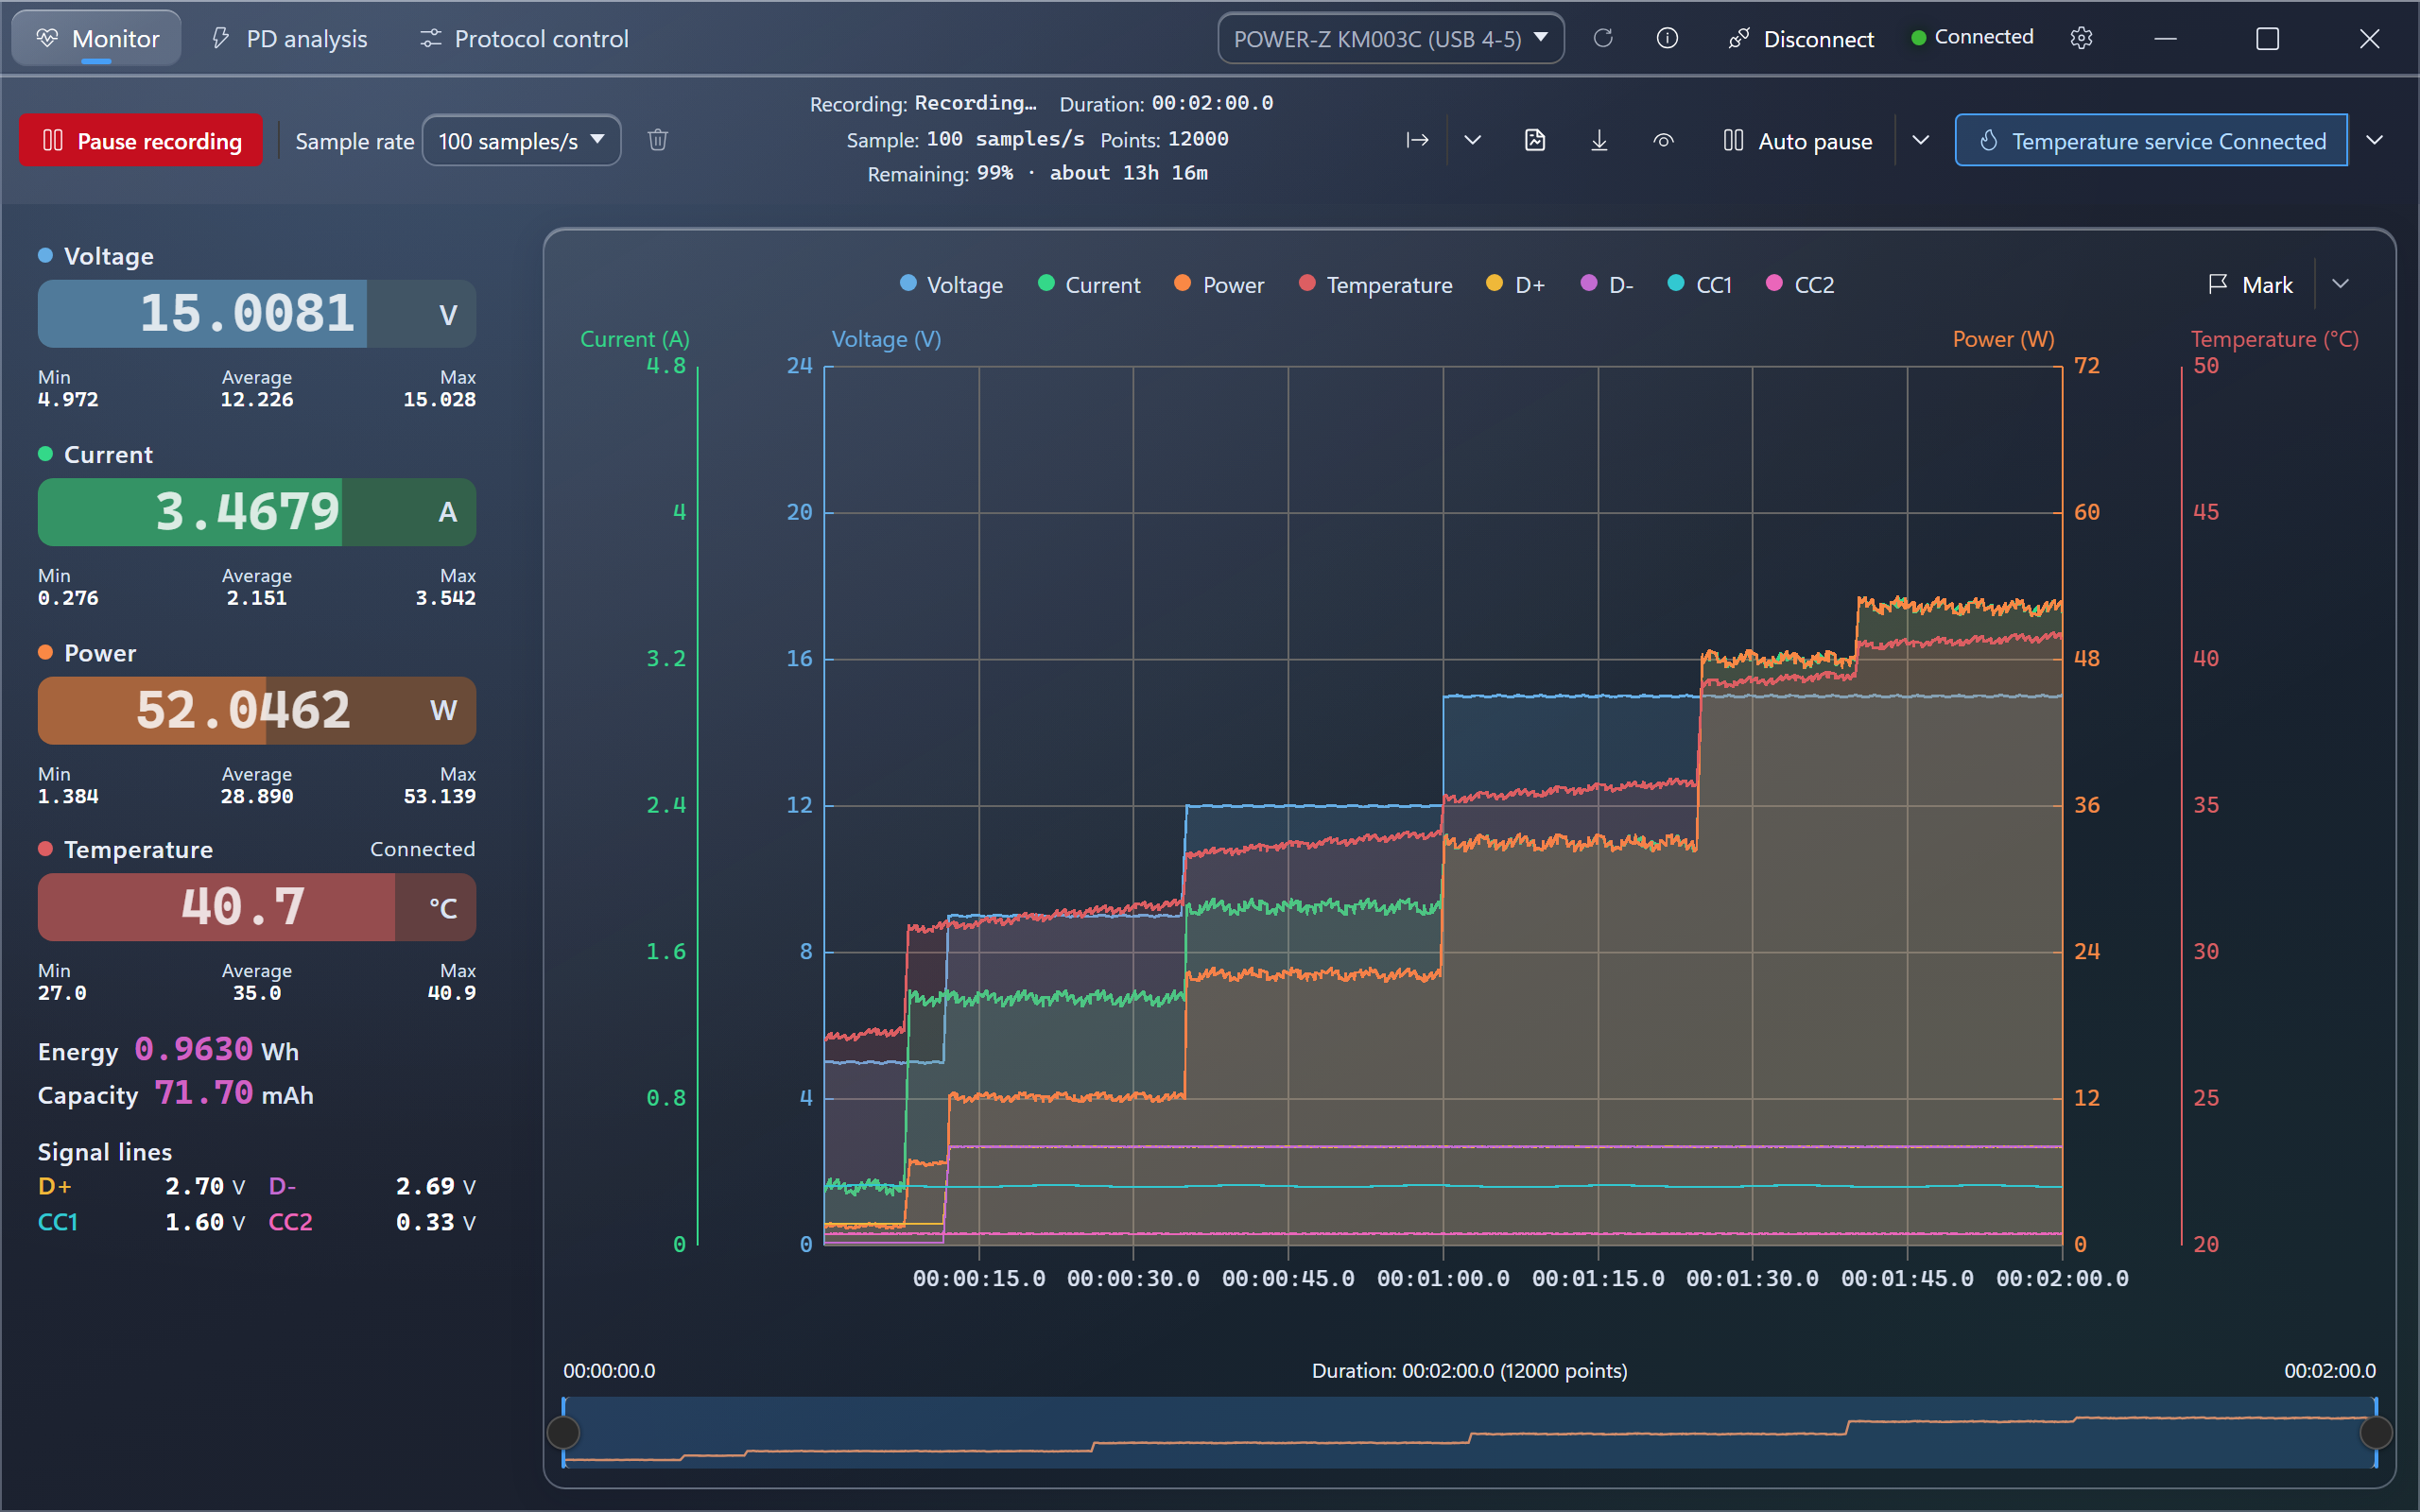 Monitor PD analysis Protocol control POWER-Z KM003C (USB 4-5) Disconnect Connected
Pause recording Sample rate 100 samples/s
Recording: Recording… Duration: 00:02:00.0
Sample: 100 samples/s Points: 12000
Remaining: 99% · about 13h 16m
Auto pause Temperature service Connected
Voltage
15.0081 V
Min Average Max
4.972 12.226 15.028
Current
3.4679 A
Min Average Max
0.276 2.151 3.542
Power
52.0462 W
Min Average Max
1.384 28.890 53.139
Temperature Connected
40.7 °C
Min Average Max
27.0 35.0 40.9
Energy 0.9630 Wh
Capacity 71.70 mAh
Signal lines
D+ 2.70 V D- 2.69 V
CC1 1.60 V CC2 0.33 V
Voltage Current Power Temperature D+ D- CC1 CC2 Mark
Current (A) Voltage (V) Power (W) Temperature (°C)
4.8 24 72 50
4 20 60 45
3.2 16 48 40
2.4 12 36 35
1.6 8 24 30
0.8 4 12 25
0 0 0 20
00:00:15.0 00:00:30.0 00:00:45.0 00:01:00.0 00:01:15.0 00:01:30.0 00:01:45.0 00:02:00.0
00:00:00.0 Duration: 00:02:00.0 (12000 points) 00:02:00.0